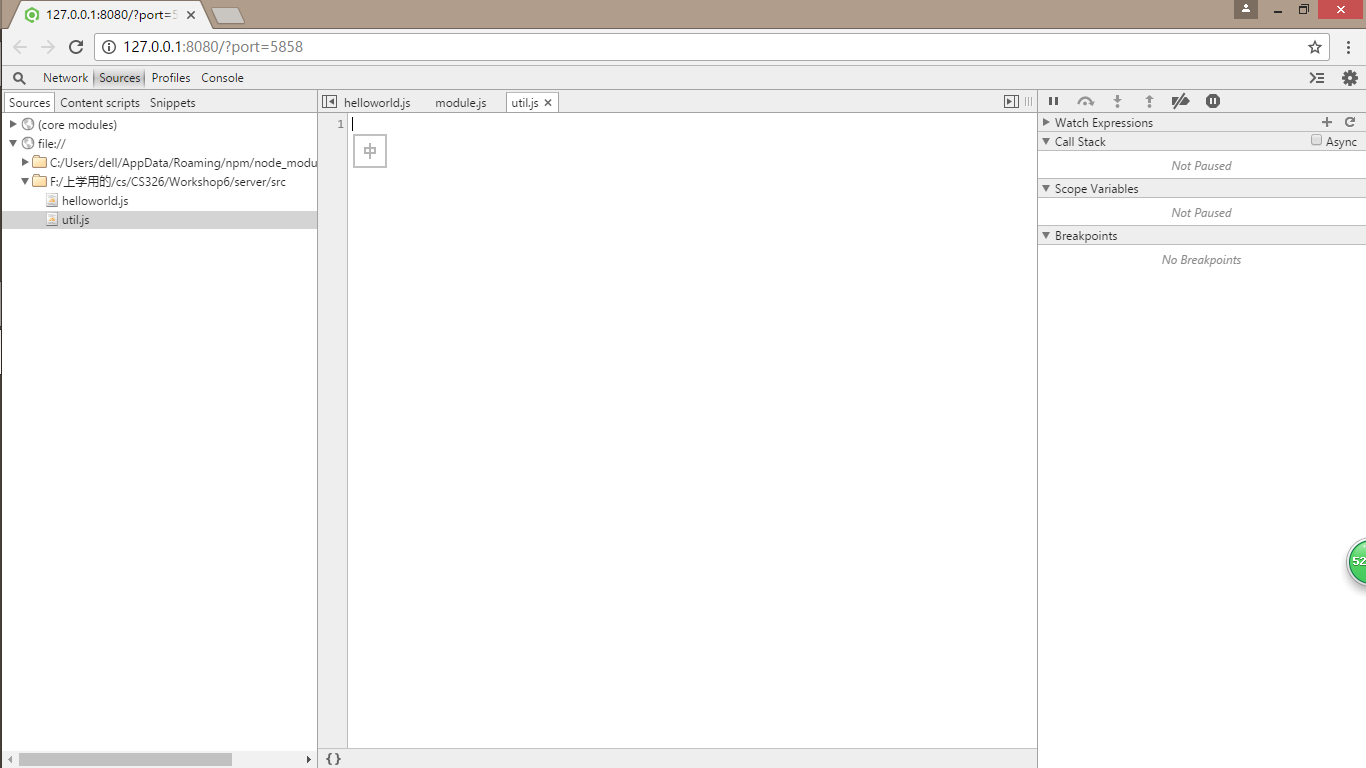 127.0.0.1:8080/?port=5
127.0.0.1:8080/?port=5858
Network Sources Profiles Console
Sources Content scripts Snippets
helloworld.js module.js util.js
(core modules)
file://
C:/Users/dell/AppData/Roaming/npm/node_modu
F:/上学用的/cs/CS326/Workshop6/server/src
helloworld.js
util.js
1
中
{}
Watch Expressions
Call Stack Async
Not Paused
Scope Variables
Not Paused
Breakpoints
No Breakpoints
52